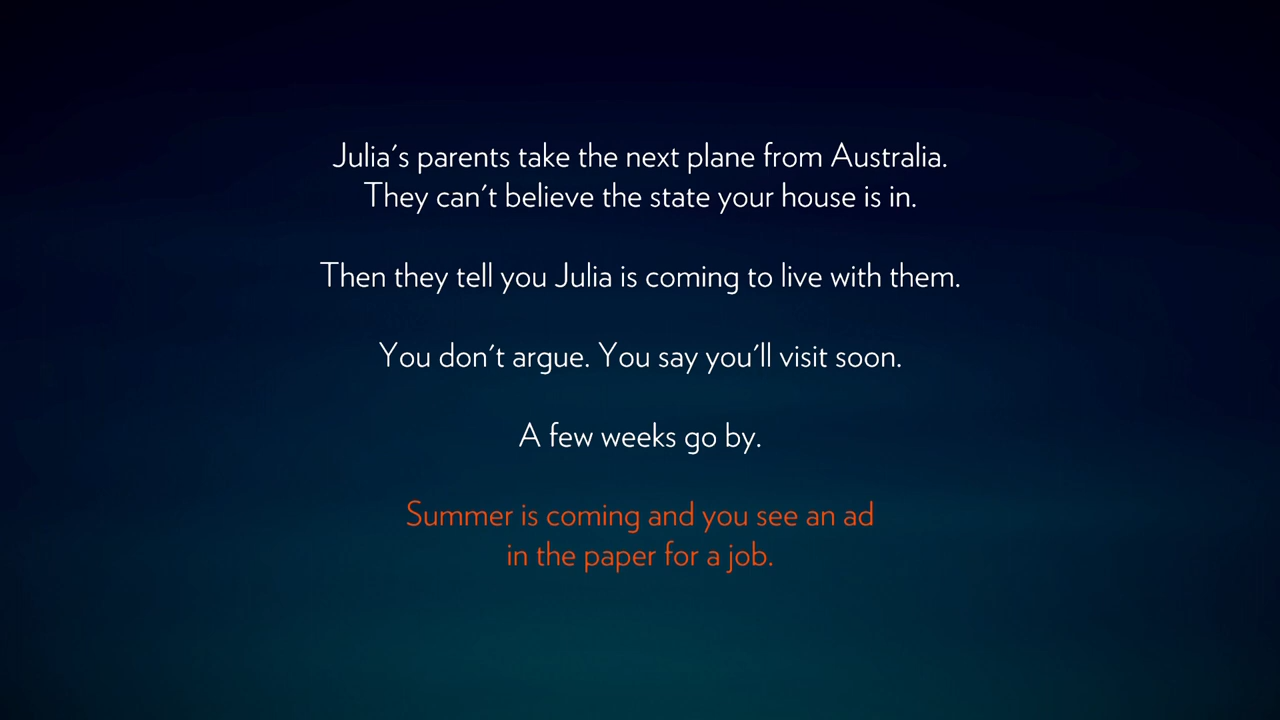 Julia's parents take the next plane from Australia.
They can't believe the state your house is in.
Then they tell you Julia is coming to live with them.
You don't argue. You say you'll visit soon.
A few weeks go by.
Summer is coming and you see an ad
in the paper for a job.